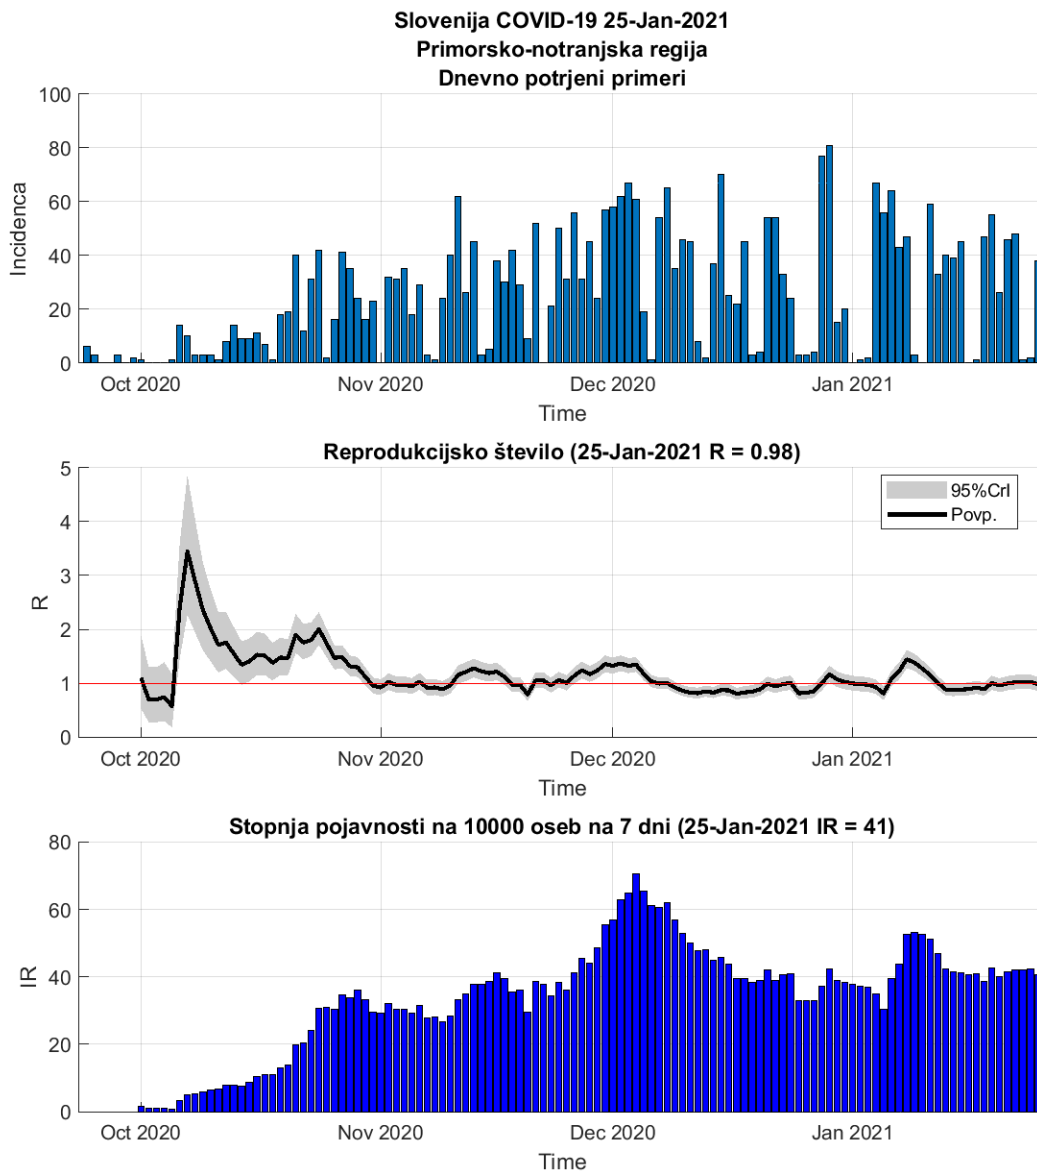 Slovenija COVID-19 25-Jan-2021
Primorsko-notranjska regija
Dnevno potrjeni primeri
100
80
60
40
20
0
Incidenca
Oct 2020 Nov 2020 Dec 2020 Jan 2021
Time
Reprodukcijsko število (25-Jan-2021 R = 0.98)
5
4
3
2
1
0
R
95%CrI
Povp.
Oct 2020 Nov 2020 Dec 2020 Jan 2021
Time
Stopnja pojavnosti na 10000 oseb na 7 dni (25-Jan-2021 IR = 41)
80
60
40
20
0
IR
Oct 2020 Nov 2020 Dec 2020 Jan 2021
Time